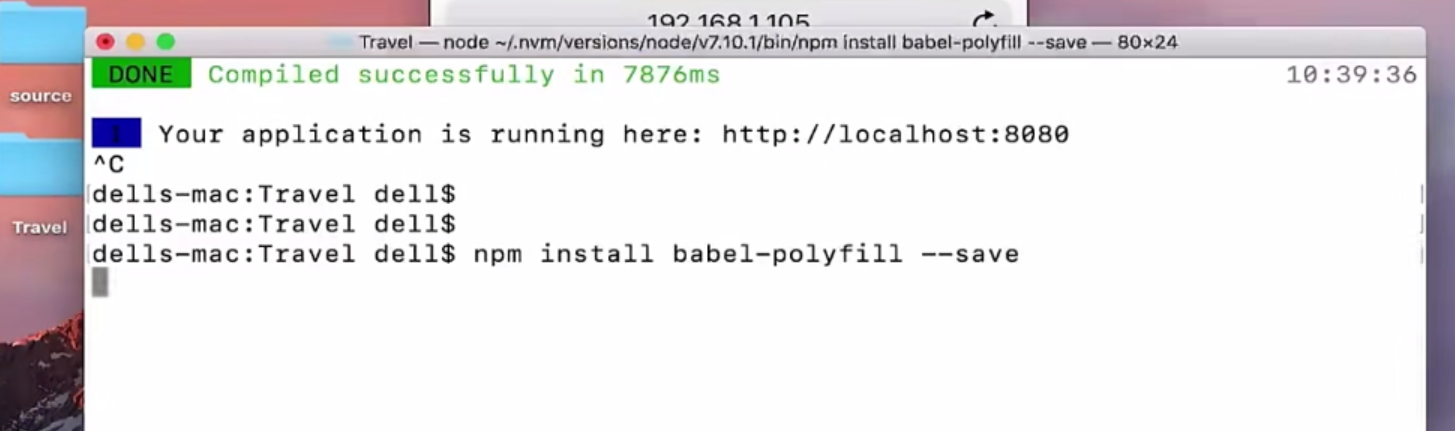 192.168.1.105
Travel — node ~/.nvm/versions/node/v7.10.1/bin/npm install babel-polyfill --save — 80×24
DONE Compiled successfully in 7876ms 10:39:36
source
I Your application is running here: http://localhost:8080
^C
dells-mac:Travel dell$
Travel
dells-mac:Travel dell$
dells-mac:Travel dell$ npm install babel-polyfill --save